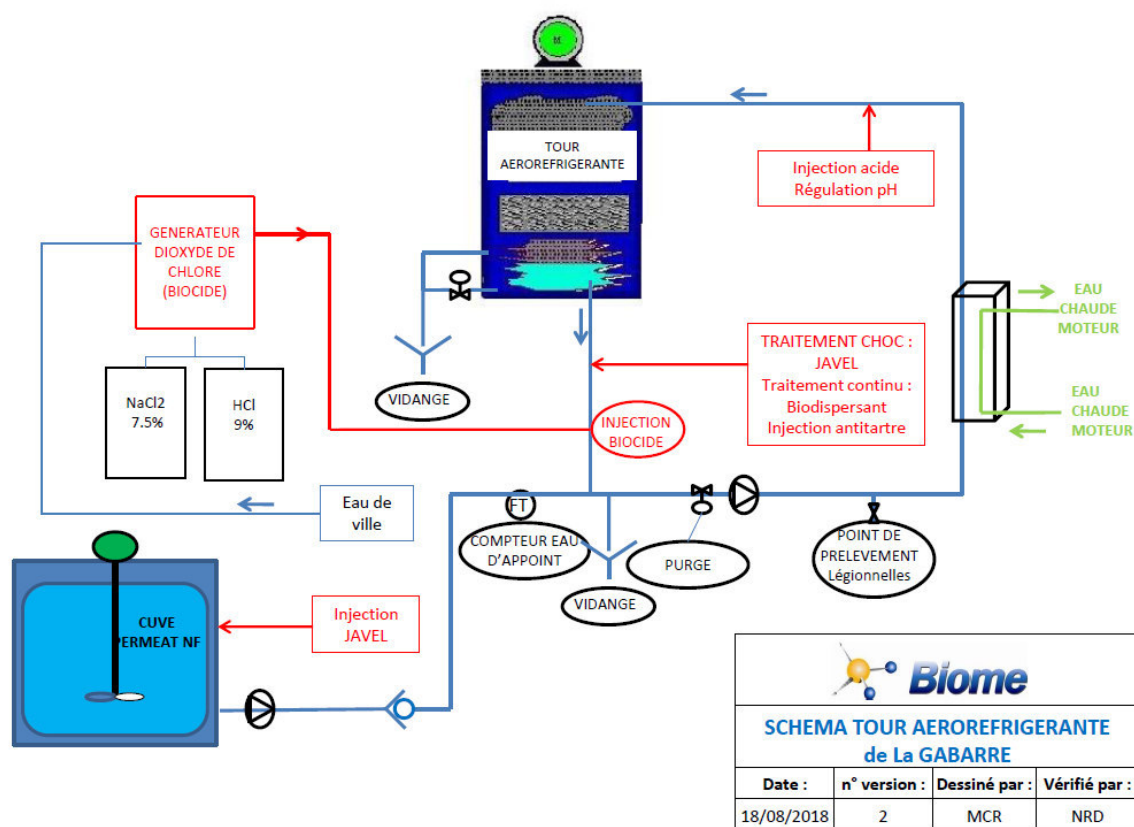 M
TOUR
AEROREFRIGERANTE
Injection acide
Régulation pH
GENERATEUR
DIOXYDE DE
CHLORE
(BIOCIDE)
EAU
CHAUDE
MOTEUR
TRAITEMENT CHOC :
JAVEL
Traitement continu :
Biodispersant
Injection antitartre
NaCl2
7.5%
HCl
9%
VIDANGE
INJECTION
BIOCIDE
EAU
CHAUDE
MOTEUR
Eau de
ville
FT
COMPTEUR EAU
D'APPOINT
PURGE
POINT DE
PRELEVEMENT
Légionnelles
VIDANGE
CUVE
PERMEAT NF
Injection
JAVEL
Biome
SCHEMA TOUR AEROREFRIGERANTE
de La GABARRE
Date : n° version : Dessiné par : Vérifié par :
18/08/2018 2 MCR NRD